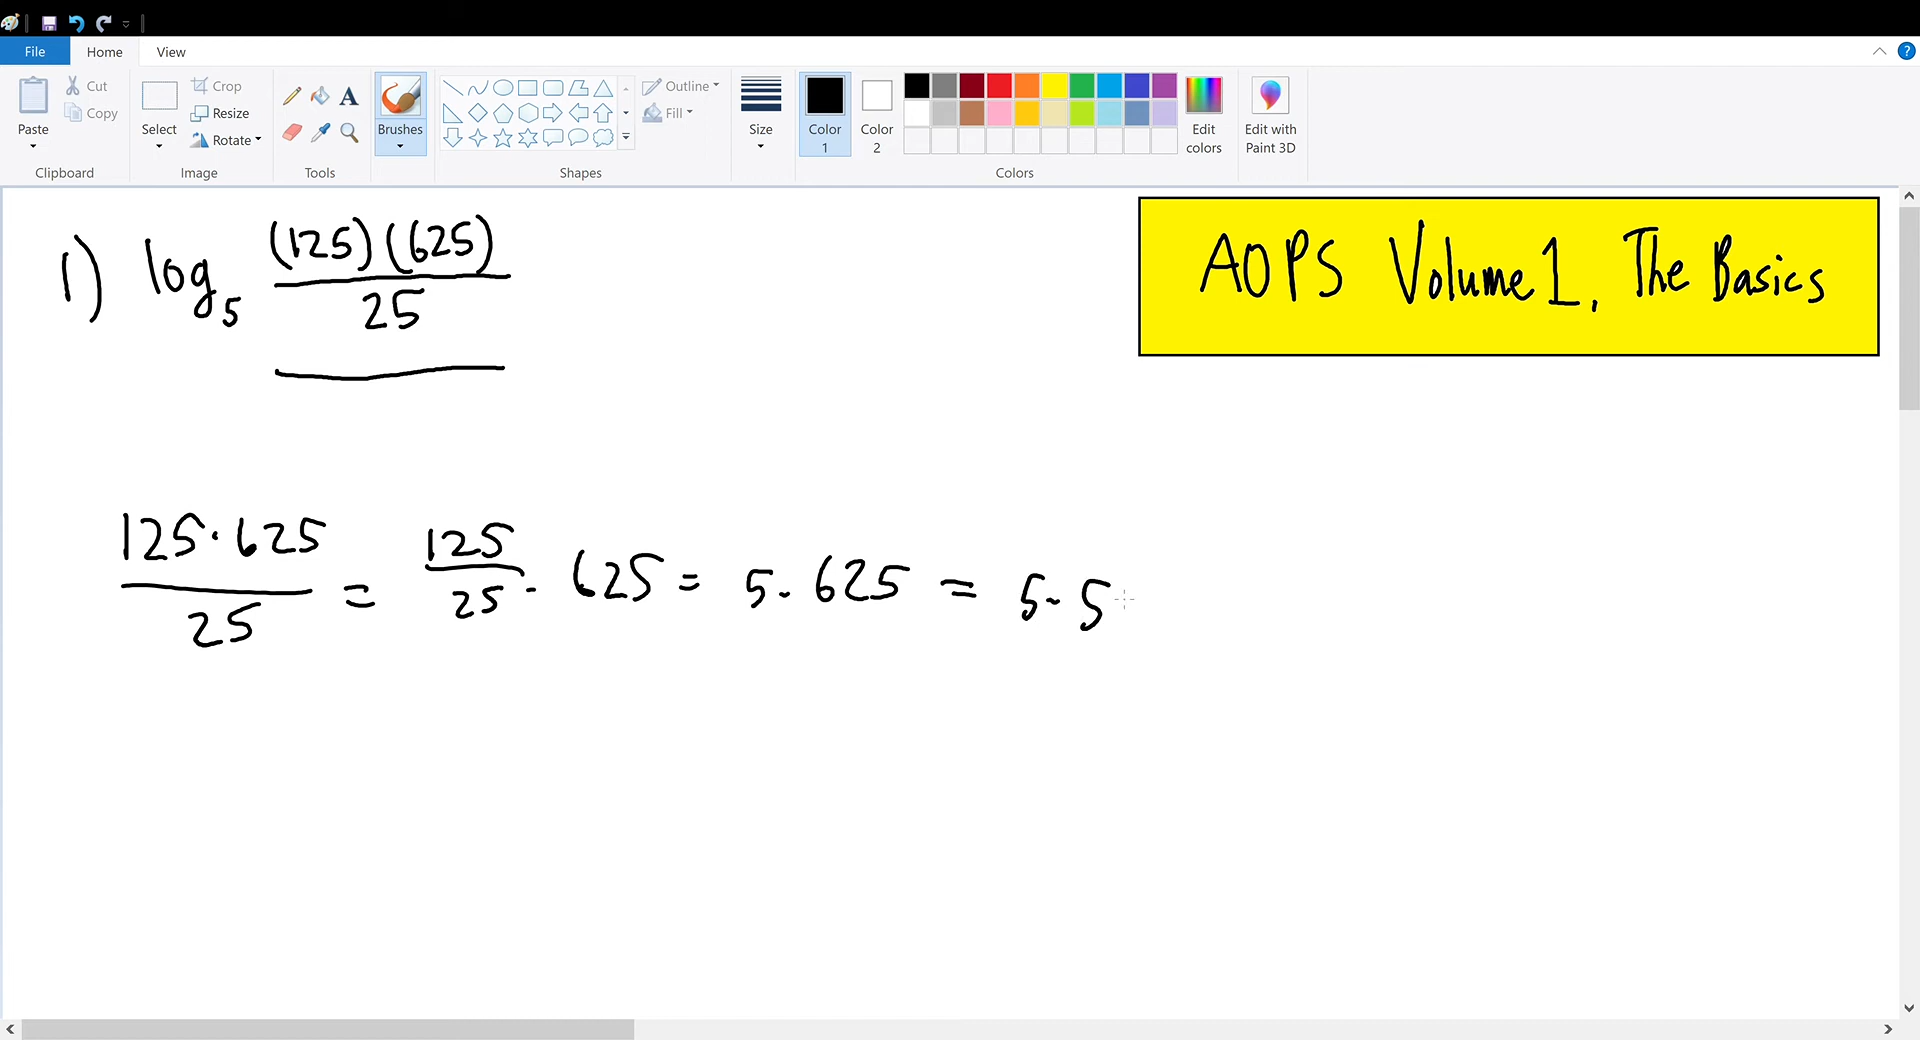 File Home View
Paste
Cut
Copy
Clipboard
Select
Crop
Resize
Rotate
Image
A
Tools
Brushes
Shapes
Outline
Fill
Size
Color 1
Color 2
Colors
Edit colors
Edit with Paint 3D
?
1) log₅ (125)(625) / 25
AOPS Volume 1, The Basics
125·625 / 25 = 125 / 25 · 625 = 5·625 = 5·5